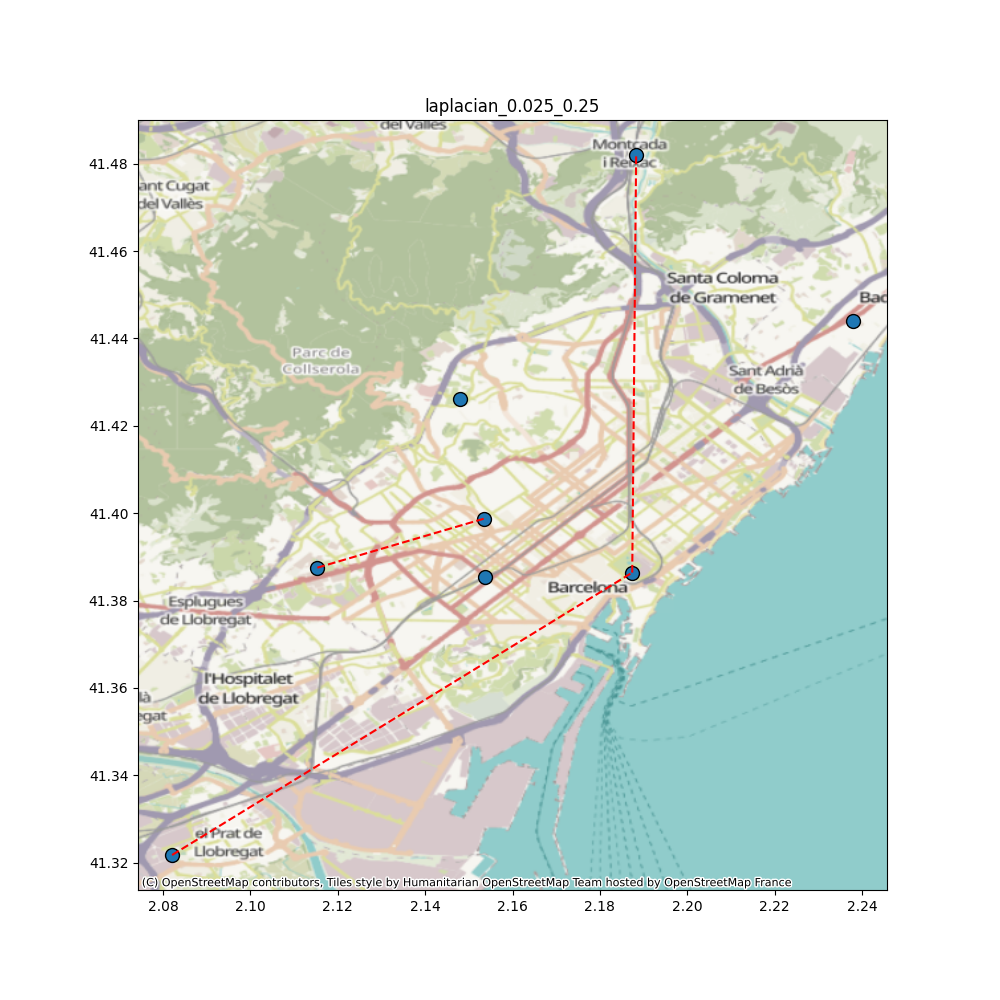 laplacian_0.025_0.25
del Vallès
Montcada
i Reixac
ant Cugat
del Vallès
Santa Coloma
de Gramenet
Bad
Parc de
Collserola
Sant Adrià
de Besòs
Barcelona
Esplugues
de Llobregat
l'Hospitalet
de Llobregat
là
egat
el Prat de
Llobregat
(C) OpenStreetMap contributors, Tiles style by Humanitarian OpenStreetMap Team hosted by OpenStreetMap France
41.48
41.46
41.44
41.42
41.40
41.38
41.36
41.34
41.32
2.08 2.10 2.12 2.14 2.16 2.18 2.20 2.22 2.24